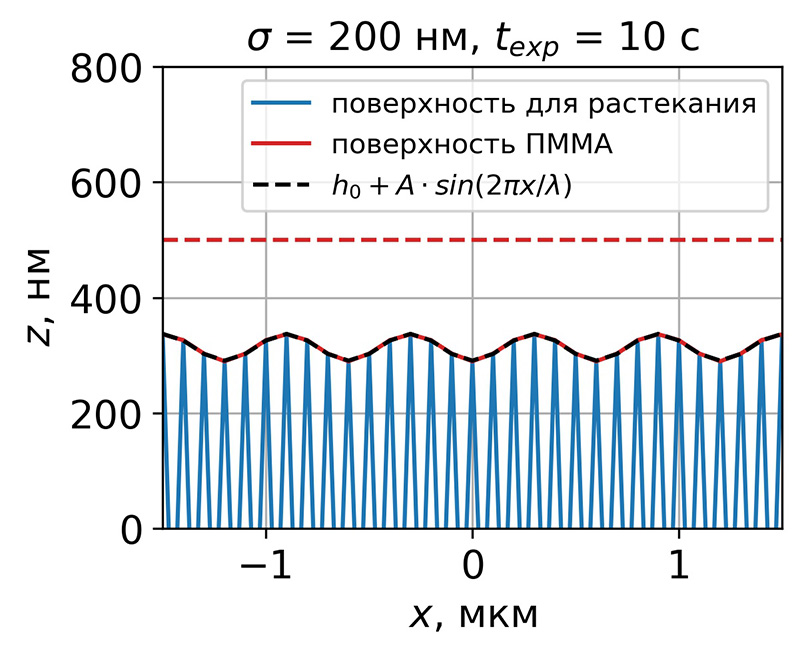 σ = 200 нм, t_exp = 10 с
800
600
400
200
0
z, нм
поверхность для растекания
поверхность ПММА
h₀ + A · sin(2πx/λ)
−1 0 1
x, мкм